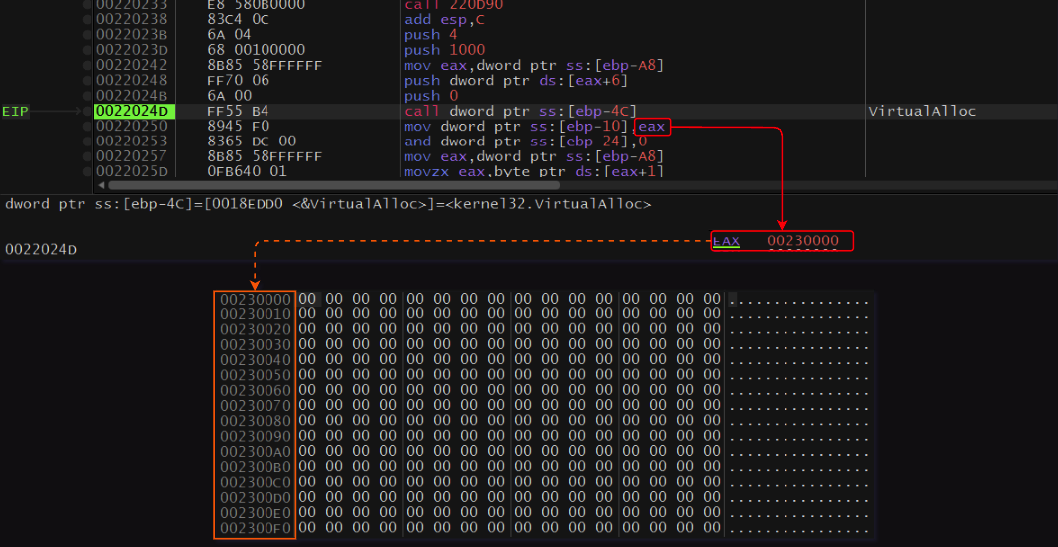 00220233 E8 580B0000 call 220D90
00220238 83C4 0C add esp,C
0022023B 6A 04 push 4
0022023D 68 00100000 push 1000
00220242 8B85 58FFFFFF mov eax,dword ptr ss:[ebp-A8]
00220248 FF70 06 push dword ptr ds:[eax+6]
0022024B 6A 00 push 0
EIP 0022024D FF55 B4 call dword ptr ss:[ebp-4C] VirtualAlloc
00220250 8945 F0 mov dword ptr ss:[ebp-10],eax
00220253 8365 DC 00 and dword ptr ss:[ebp 24],0
00220257 8B85 58FFFFFF mov eax,dword ptr ss:[ebp-A8]
0022025D 0FB640 01 movzx eax,byte ptr ds:[eax+1]
dword ptr ss:[ebp-4C]=[0018EDD0 <&VirtualAlloc>]=<kernel32.VirtualAlloc>
EAX 00230000
0022024D
00230000 00 00 00 00 00 00 00 00 00 00 00 00 00 00 00 00 ................
00230010 00 00 00 00 00 00 00 00 00 00 00 00 00 00 00 00 ................
00230020 00 00 00 00 00 00 00 00 00 00 00 00 00 00 00 00 ................
00230030 00 00 00 00 00 00 00 00 00 00 00 00 00 00 00 00 ................
00230040 00 00 00 00 00 00 00 00 00 00 00 00 00 00 00 00 ................
00230050 00 00 00 00 00 00 00 00 00 00 00 00 00 00 00 00 ................
00230060 00 00 00 00 00 00 00 00 00 00 00 00 00 00 00 00 ................
00230070 00 00 00 00 00 00 00 00 00 00 00 00 00 00 00 00 ................
00230080 00 00 00 00 00 00 00 00 00 00 00 00 00 00 00 00 ................
00230090 00 00 00 00 00 00 00 00 00 00 00 00 00 00 00 00 ................
002300A0 00 00 00 00 00 00 00 00 00 00 00 00 00 00 00 00 ................
002300B0 00 00 00 00 00 00 00 00 00 00 00 00 00 00 00 00 ................
002300C0 00 00 00 00 00 00 00 00 00 00 00 00 00 00 00 00 ................
002300D0 00 00 00 00 00 00 00 00 00 00 00 00 00 00 00 00 ................
002300E0 00 00 00 00 00 00 00 00 00 00 00 00 00 00 00 00 ................
002300F0 00 00 00 00 00 00 00 00 00 00 00 00 00 00 00 00 ................